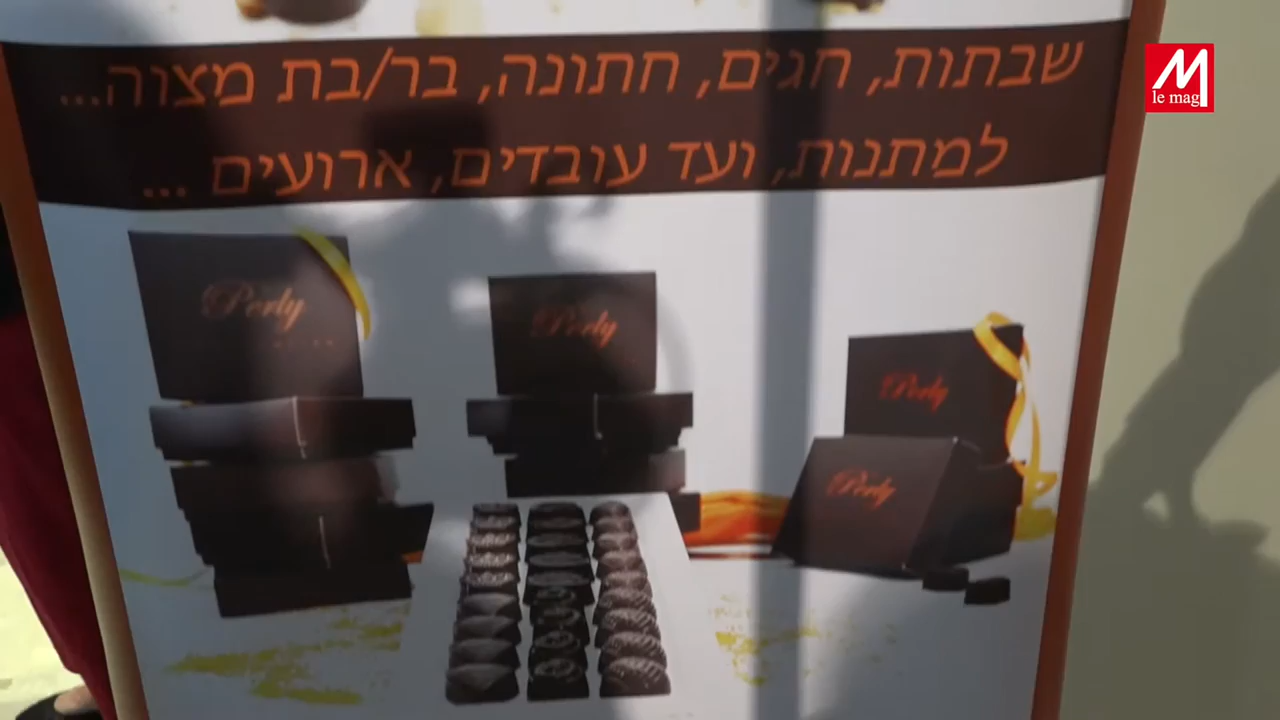 שבתות, חגים, חתונה, בר/בת מצוה...
למתנות, ועד עובדים, ארועים ...
Perly
Perly
Perly
Perly
M
le mag